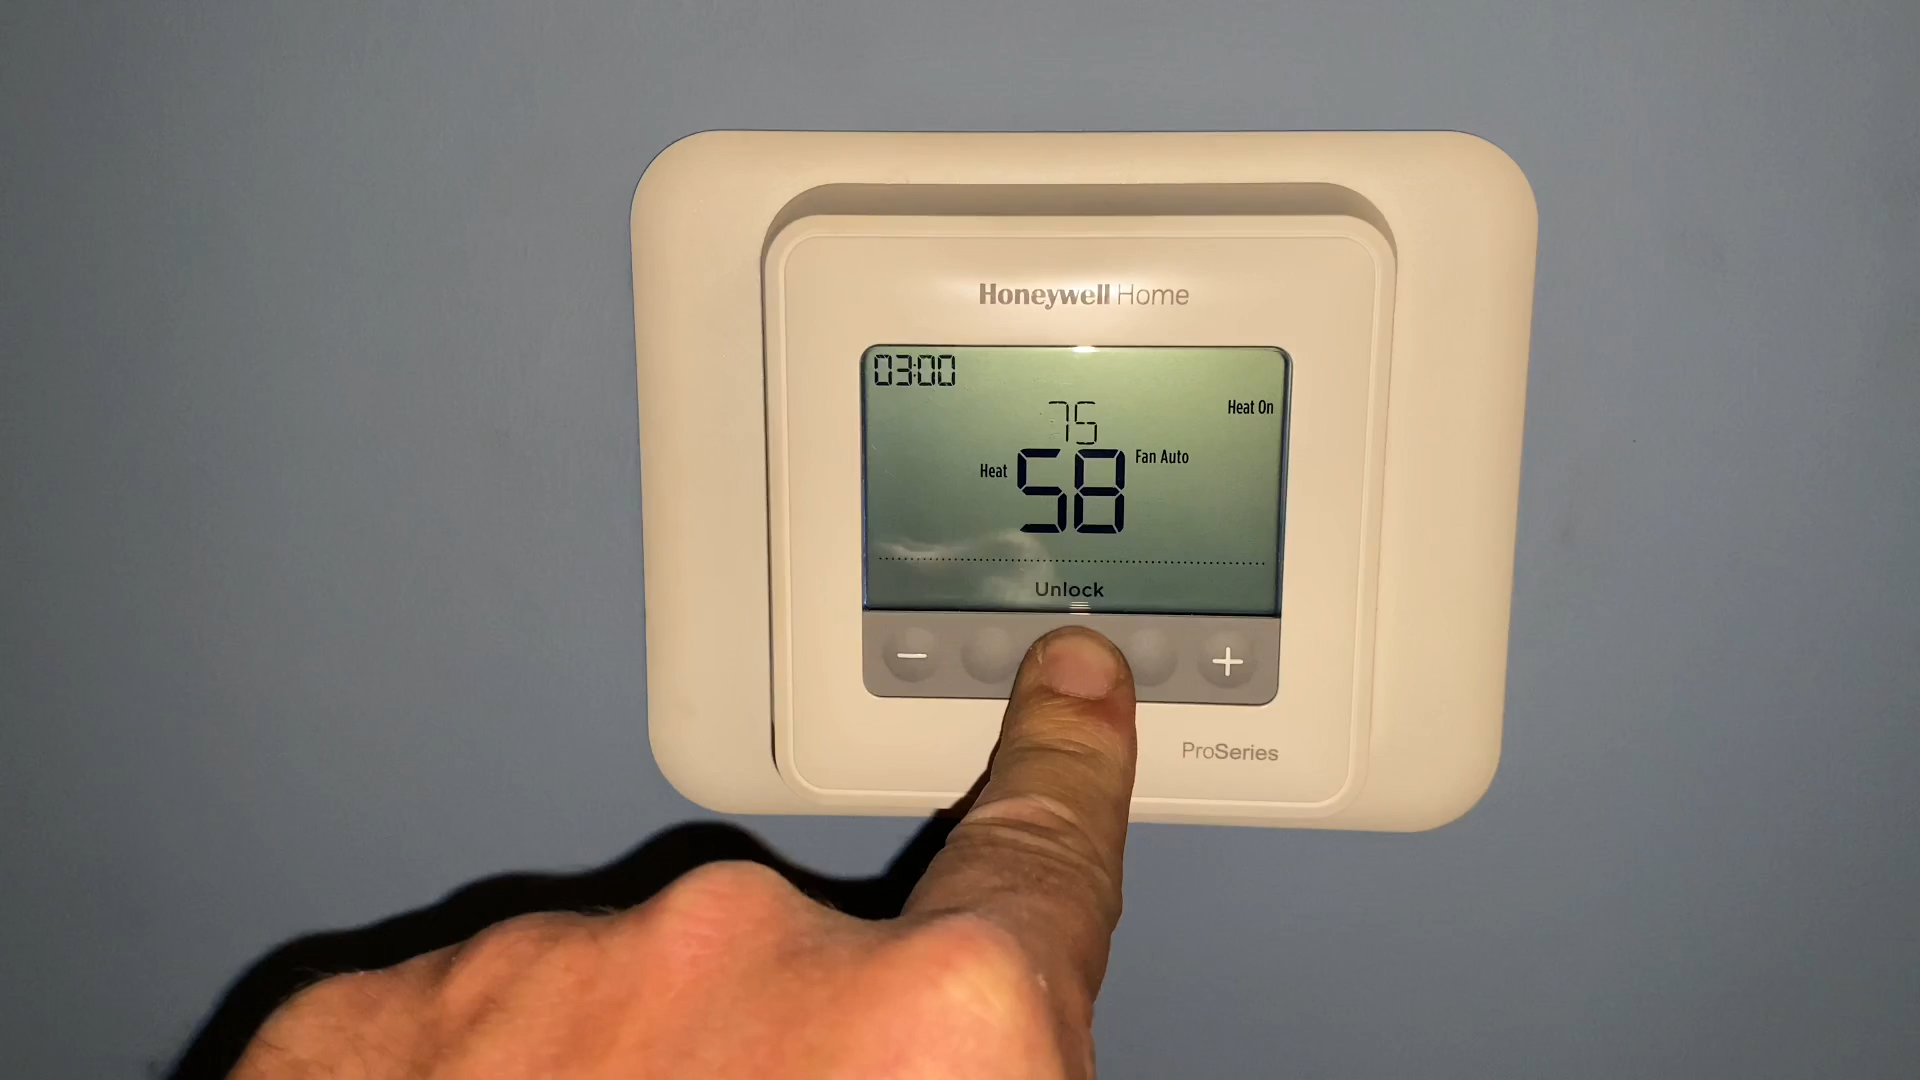 Honeywell Home
03:00
75
Heat On
Heat 58 Fan Auto
Unlock
− +
ProSeries